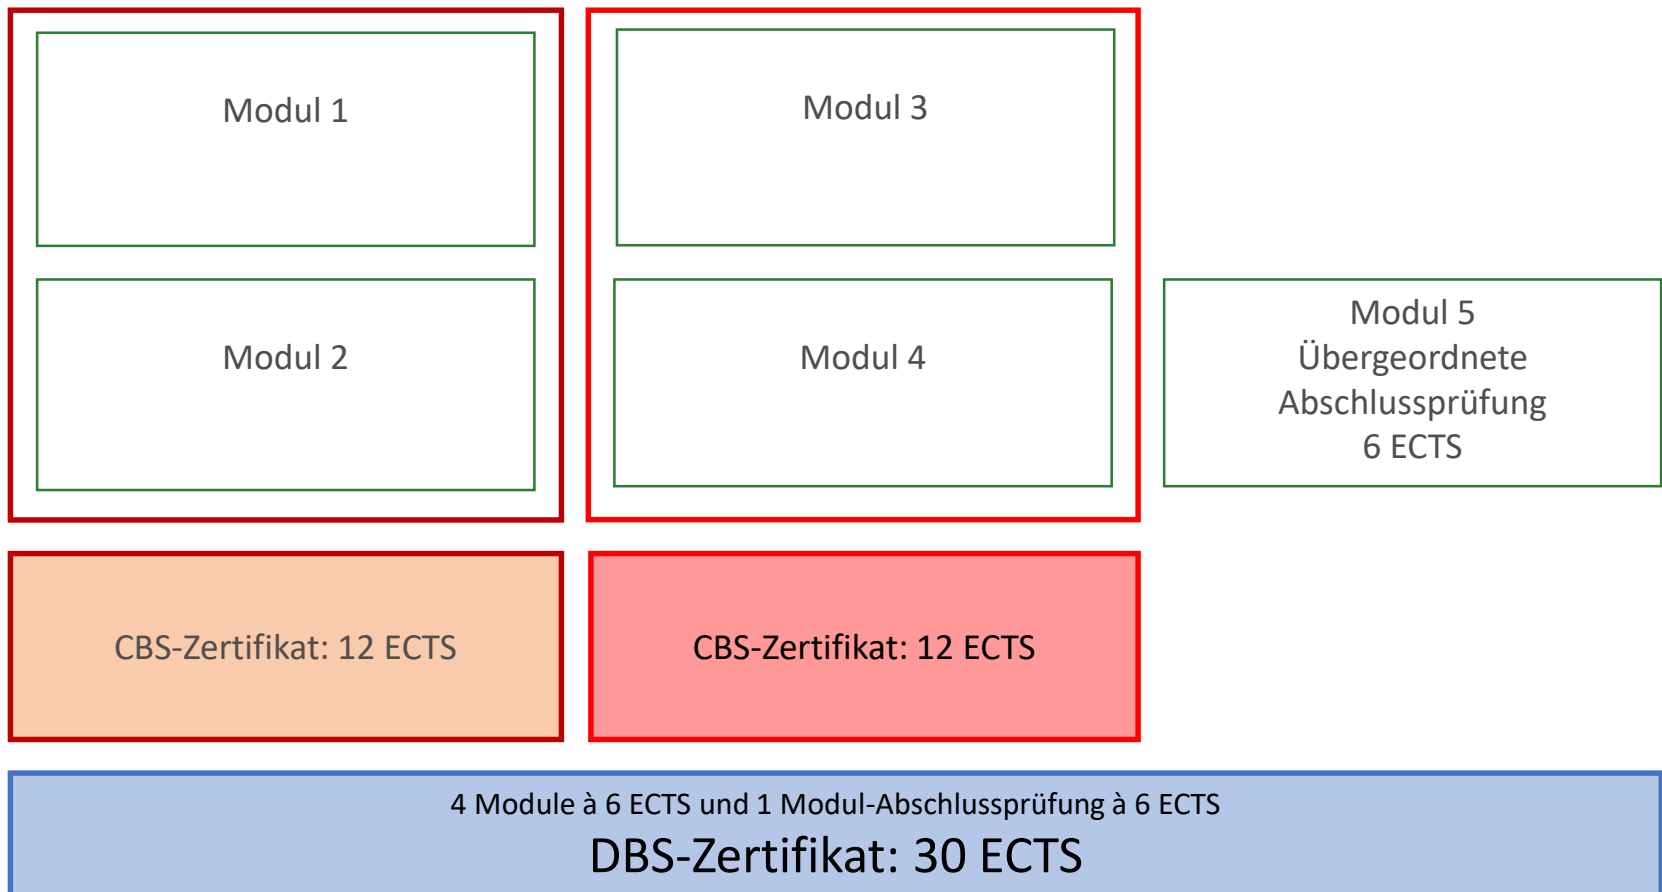 Modul 1
Modul 3
Modul 2
Modul 4
Modul 5
Übergeordnete
Abschlussprüfung
6 ECTS
CBS-Zertifikat: 12 ECTS
CBS-Zertifikat: 12 ECTS
4 Module à 6 ECTS und 1 Modul-Abschlussprüfung à 6 ECTS
DBS-Zertifikat: 30 ECTS